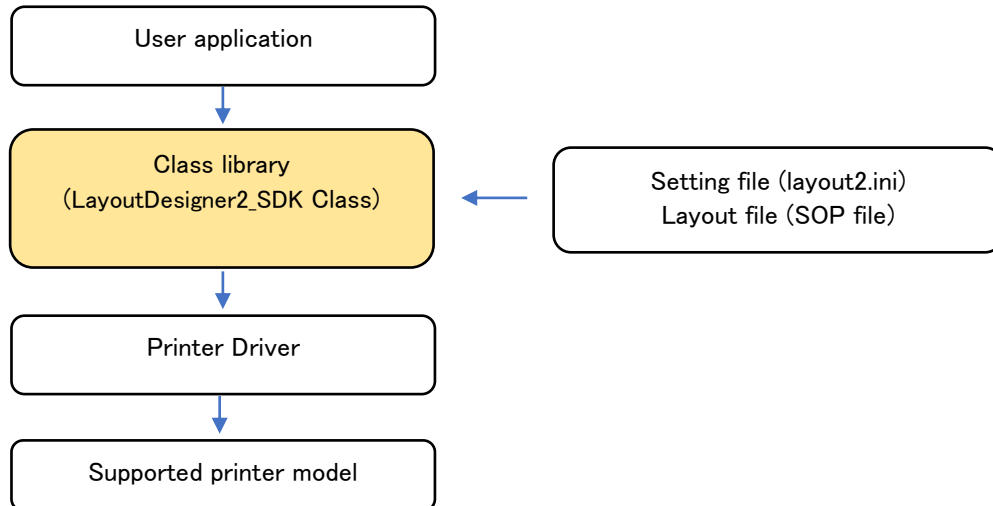 User application
Class library
(LayoutDesigner2_SDK Class)
Setting file (layout2.ini)
Layout file (SOP file)
Printer Driver
Supported printer model